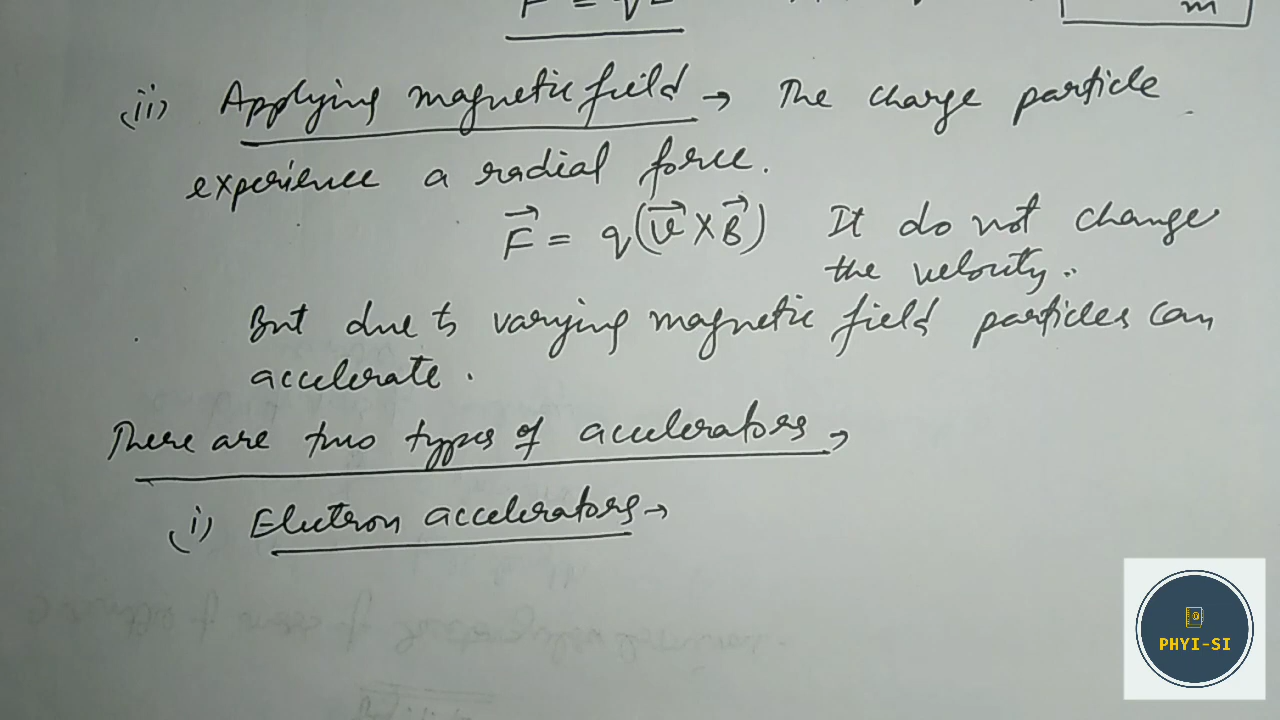 F = qE
m
(ii) Applying magnetic field → The charge particle
experience a radial force.
F⃗ = q(v⃗ × B⃗) It do not change
the velocity.
But due to varying magnetic field particles can
accelerate.
There are two types of accelerators →
(i) Electron accelerators →
PHYI-SI